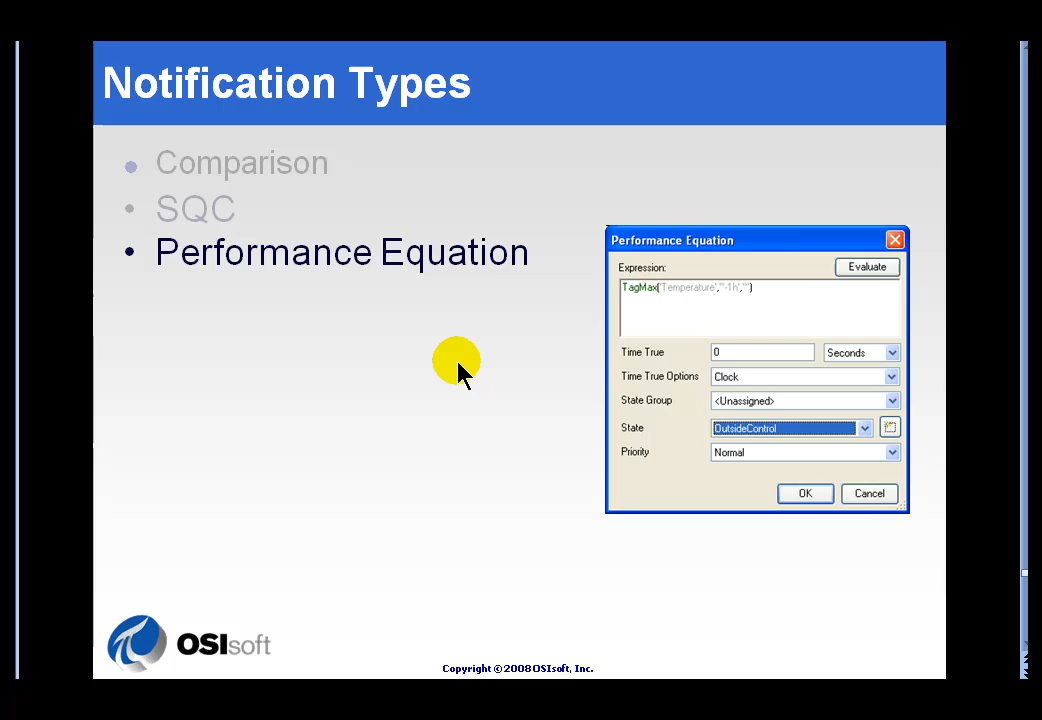 Notification Types
• Comparison
• SQC
• Performance Equation
Performance Equation
Expression:
Evaluate
TagMax('Temperature',"-1h","")
Time True
0
Seconds
Time True Options
Clock
State Group
<Unassigned>
State
OutsideControl
Priority
Normal
OK
Cancel
OSIsoft
Copyright © 2008 OSIsoft, Inc.